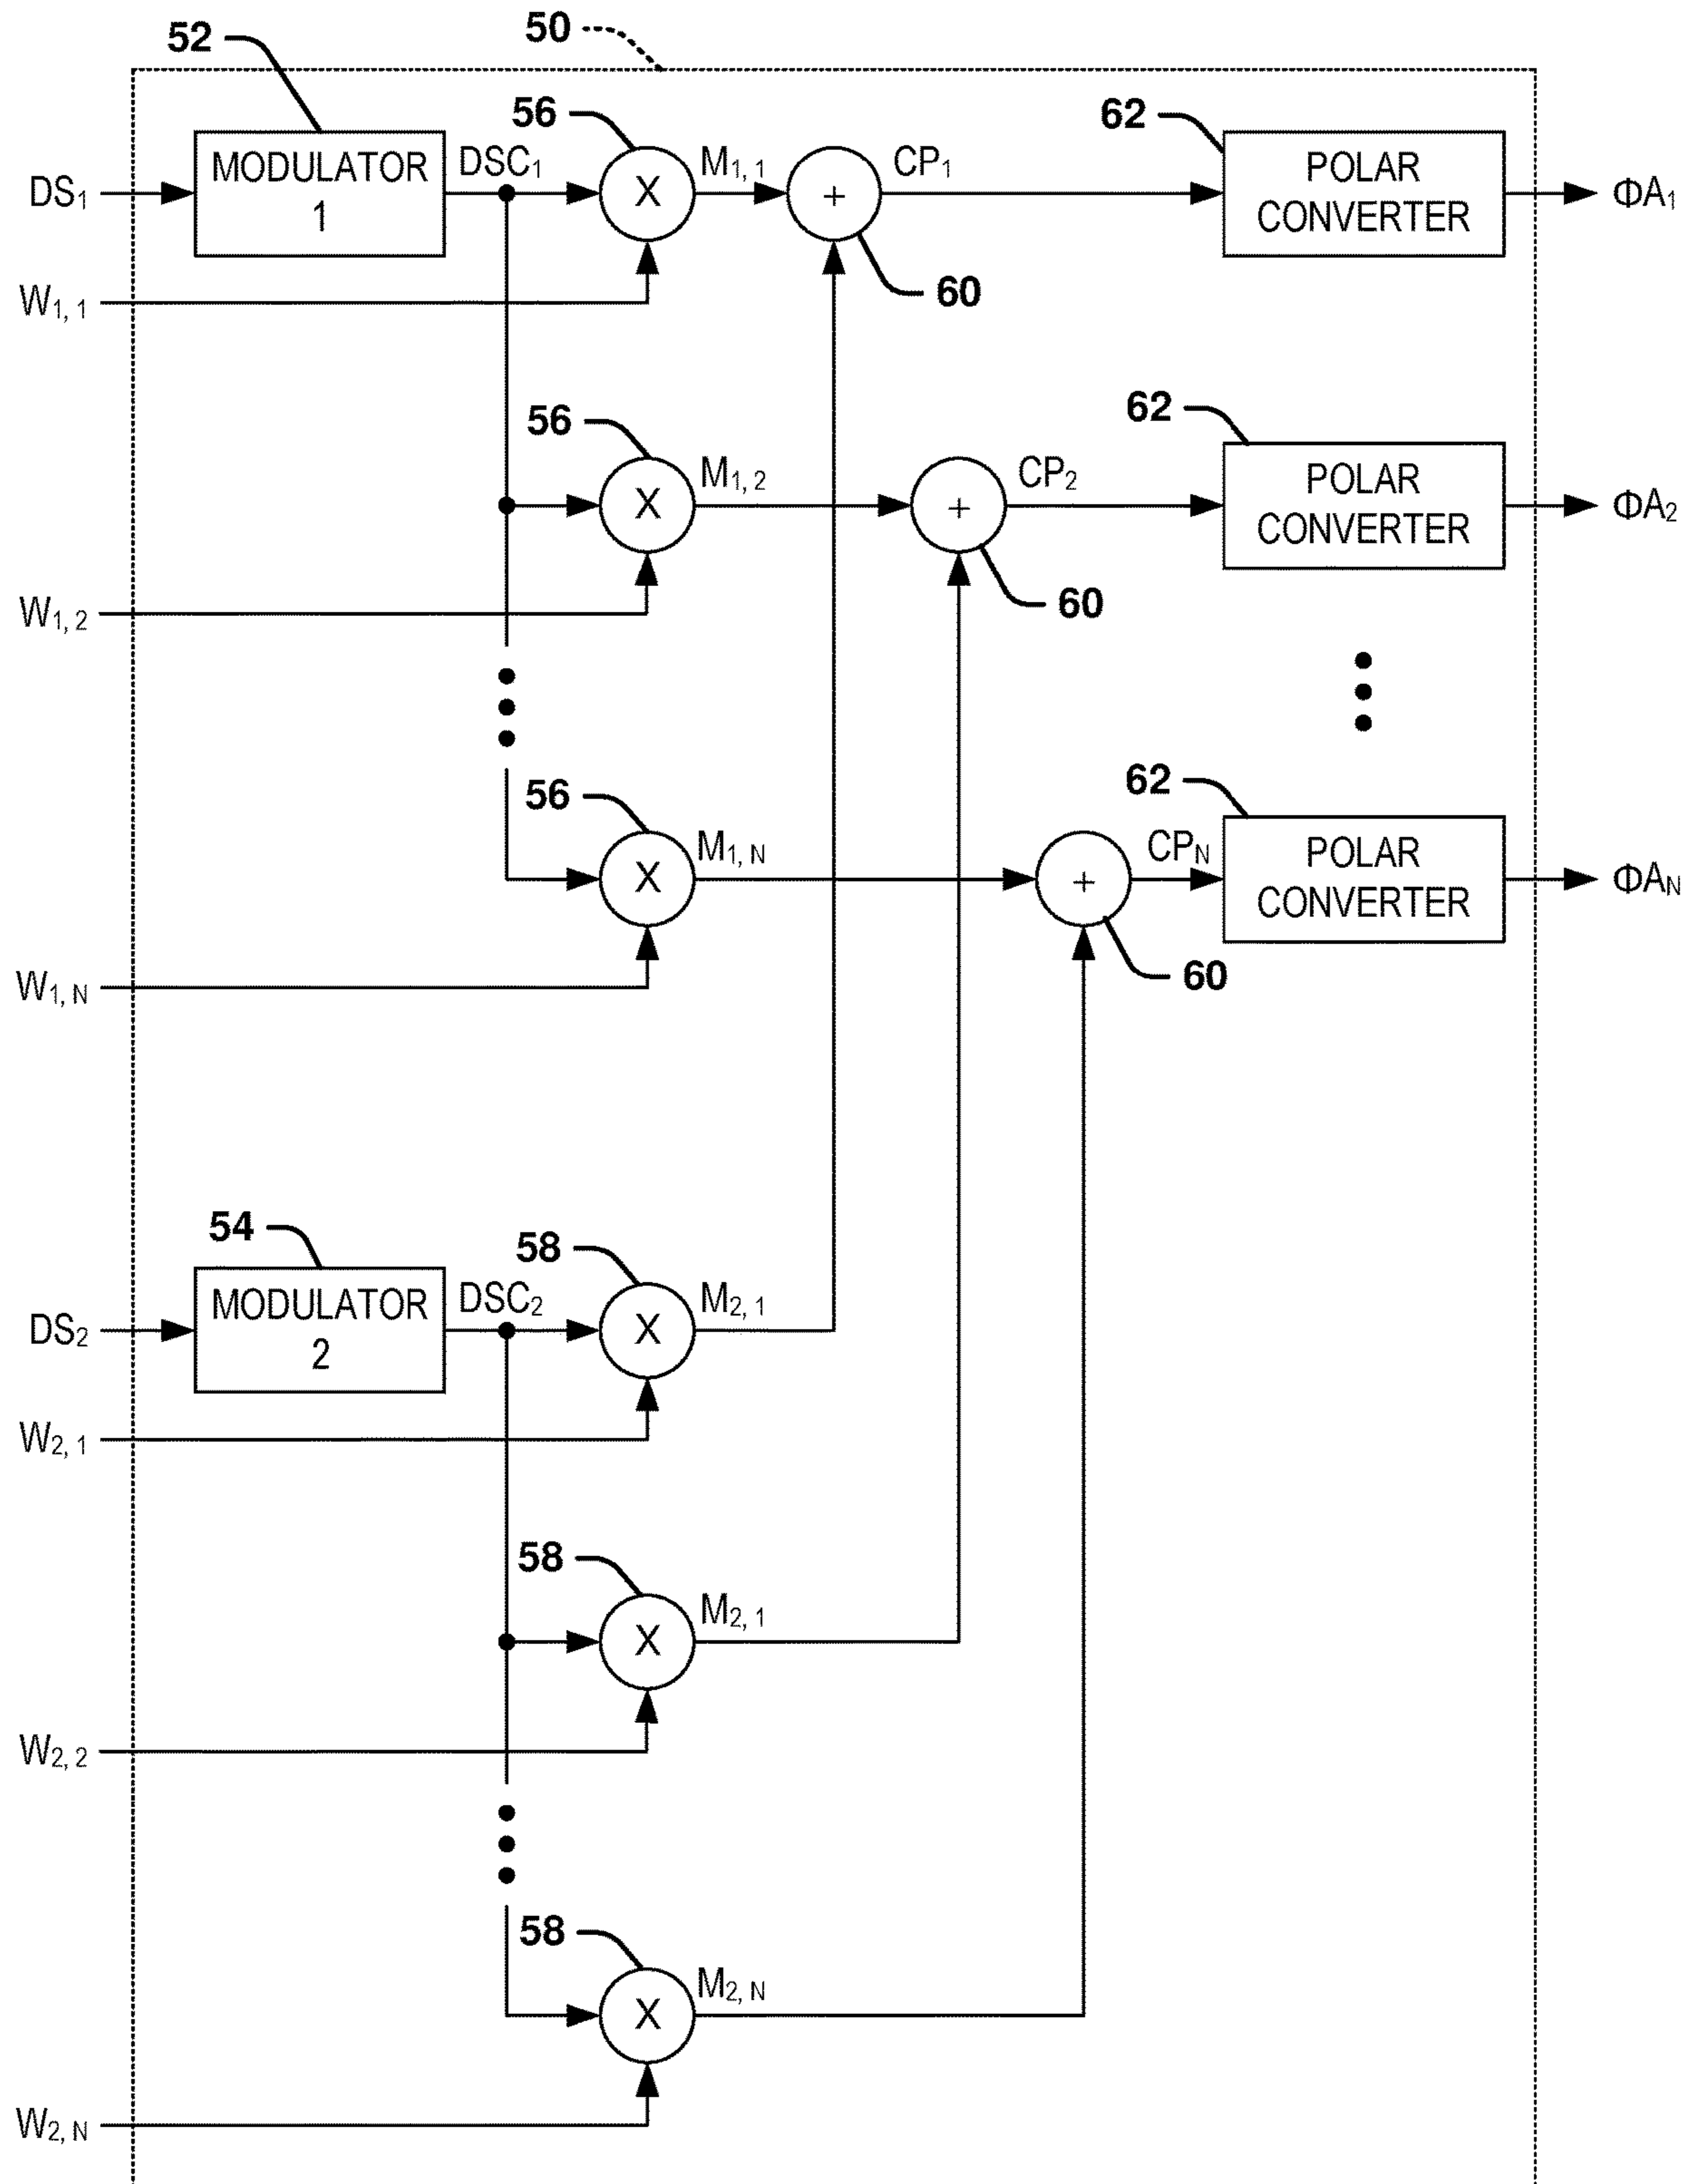 50
52
56
62
MODULATOR
1
DS₁
DSC₁
X
M₁,₁
+
CP₁
POLAR
CONVERTER
ΦA₁
W₁,₁
60
56
62
X
M₁,₂
+
CP₂
POLAR
CONVERTER
ΦA₂
W₁,₂
60
56
62
X
M₁,N
+
CPN
POLAR
CONVERTER
ΦAN
W₁,N
60
54
58
MODULATOR
2
DS₂
DSC₂
X
M₂,₁
W₂,₁
58
X
M₂,₁
W₂,₂
58
X
M₂,N
W₂,N